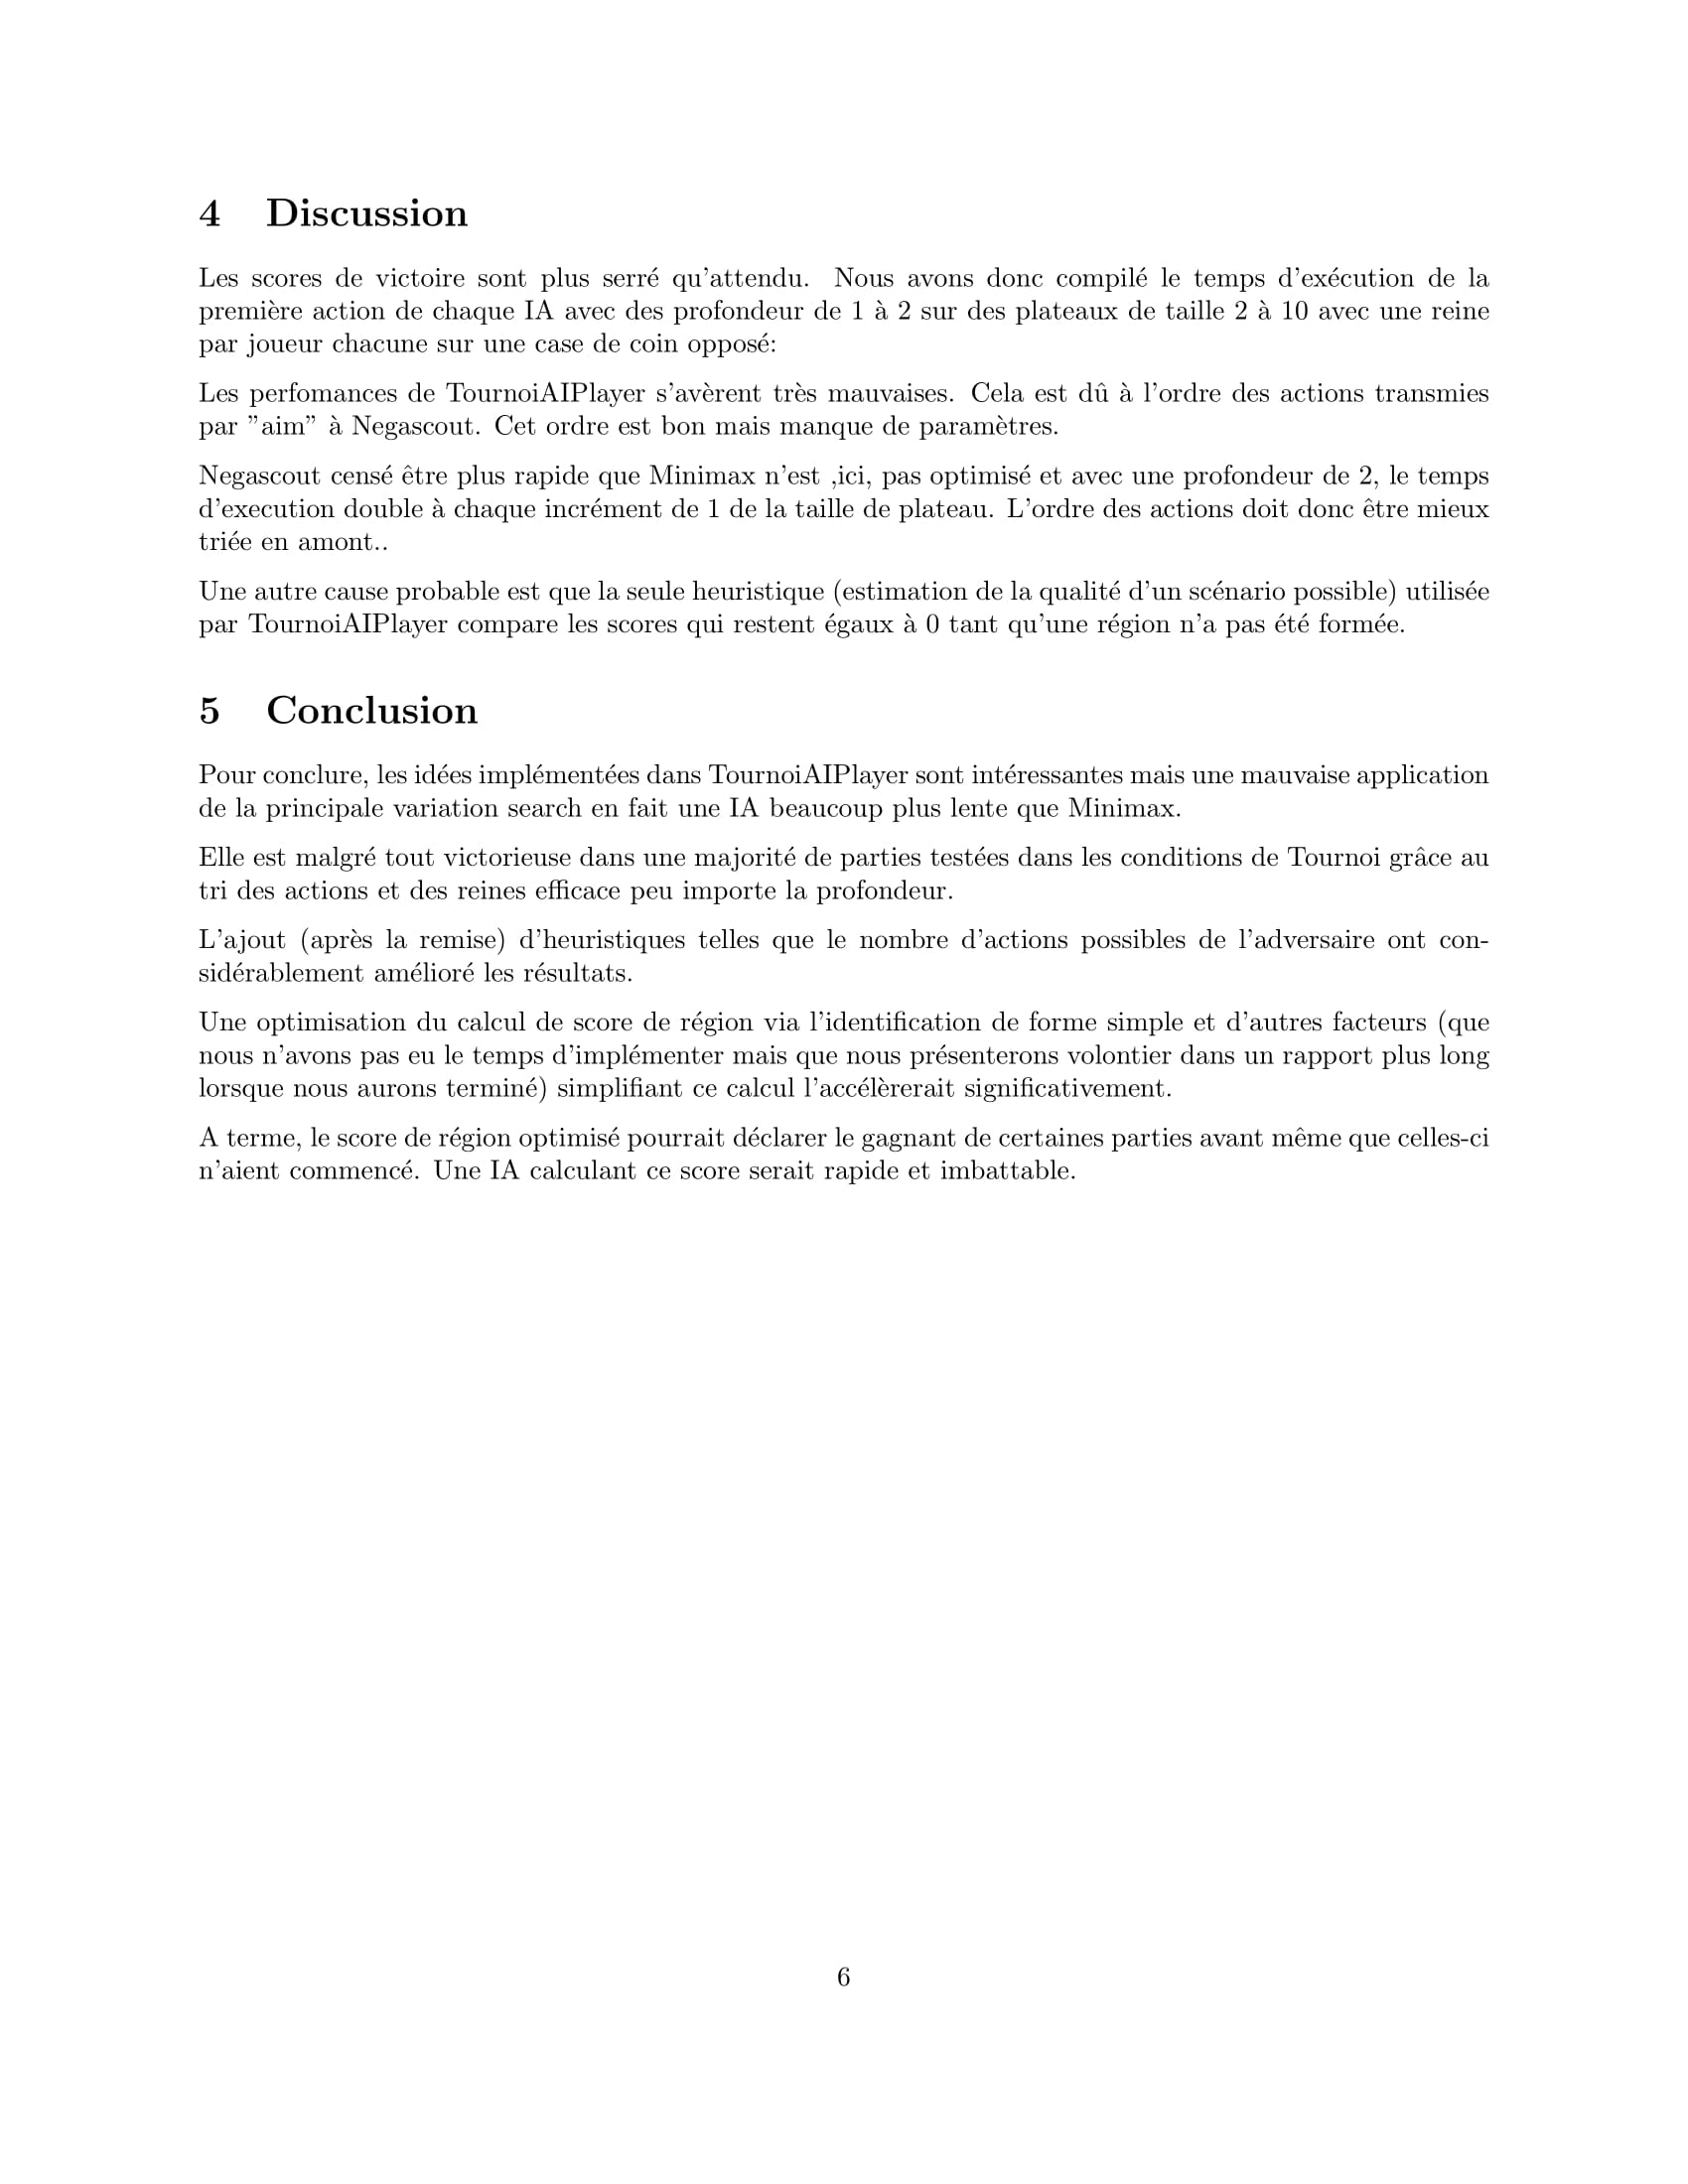 4 Discussion
Les scores de victoire sont plus serré qu'attendu. Nous avons donc compilé le temps d'exécution de la
première action de chaque IA avec des profondeur de 1 à 2 sur des plateaux de taille 2 à 10 avec une reine
par joueur chacune sur une case de coin opposé:
Les perfomances de TournoiAIPlayer s'avèrent très mauvaises. Cela est dû à l'ordre des actions transmies
par "aim" à Negascout. Cet ordre est bon mais manque de paramètres.
Negascout censé être plus rapide que Minimax n'est ,ici, pas optimisé et avec une profondeur de 2, le temps
d'execution double à chaque incrément de 1 de la taille de plateau. L'ordre des actions doit donc être mieux
triée en amont..
Une autre cause probable est que la seule heuristique (estimation de la qualité d'un scénario possible) utilisée
par TournoiAIPlayer compare les scores qui restent égaux à 0 tant qu'une région n'a pas été formée.
5 Conclusion
Pour conclure, les idées implémentées dans TournoiAIPlayer sont intéressantes mais une mauvaise application
de la principale variation search en fait une IA beaucoup plus lente que Minimax.
Elle est malgré tout victorieuse dans une majorité de parties testées dans les conditions de Tournoi grâce au
tri des actions et des reines efficace peu importe la profondeur.
L'ajout (après la remise) d'heuristiques telles que le nombre d'actions possibles de l'adversaire ont con-
sidérablement amélioré les résultats.
Une optimisation du calcul de score de région via l'identification de forme simple et d'autres facteurs (que
nous n'avons pas eu le temps d'implémenter mais que nous présenterons volontier dans un rapport plus long
lorsque nous aurons terminé) simplifiant ce calcul l'accélèrerait significativement.
A terme, le score de région optimisé pourrait déclarer le gagnant de certaines parties avant même que celles-ci
n'aient commencé. Une IA calculant ce score serait rapide et imbattable.
6